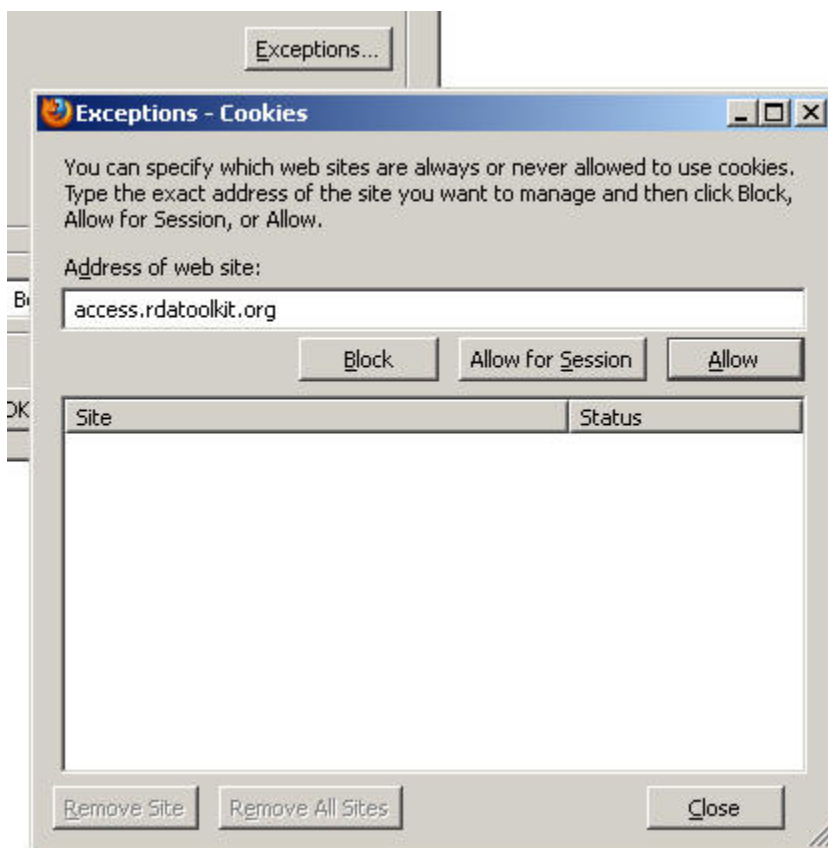 Exceptions...
Exceptions - Cookies
You can specify which web sites are always or never allowed to use cookies.
Type the exact address of the site you want to manage and then click Block,
Allow for Session, or Allow.
Address of web site:
access.rdatoolkit.org
Block Allow for Session Allow
Site Status
Remove Site Remove All Sites Close